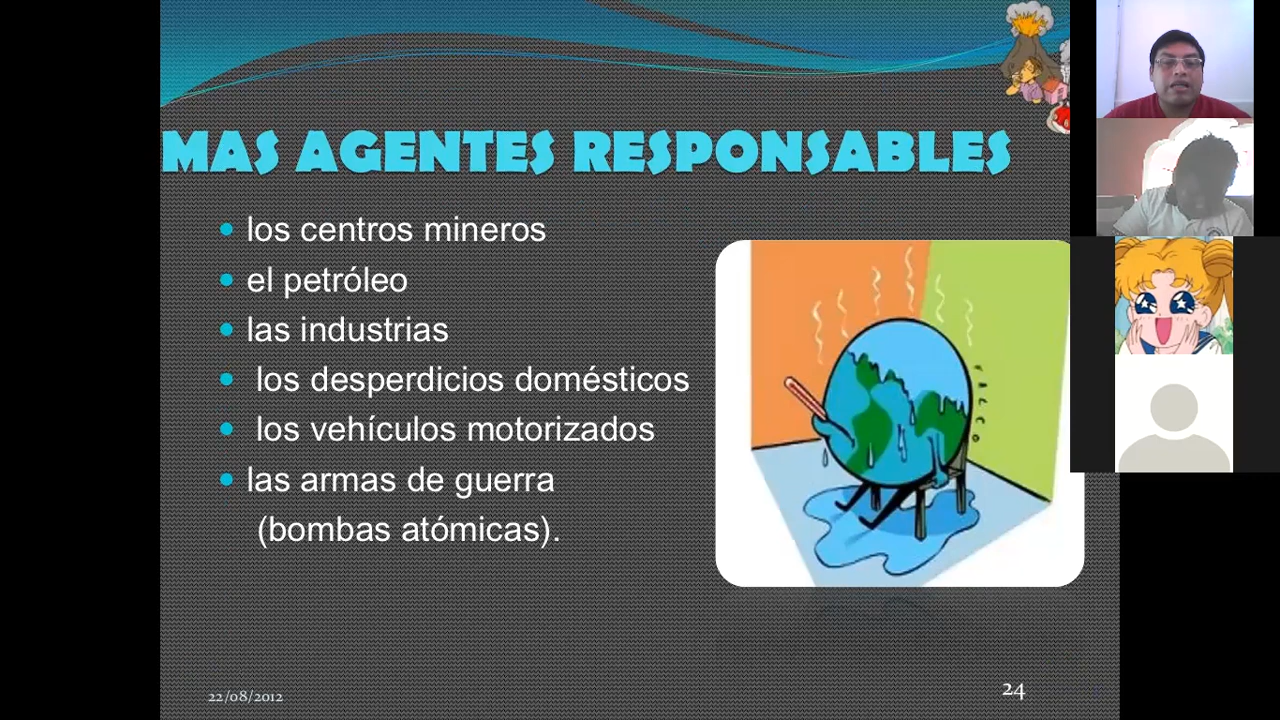 MAS AGENTES RESPONSABLES
los centros mineros
el petróleo
las industrias
los desperdicios domésticos
los vehículos motorizados
las armas de guerra
(bombas atómicas).
22/08/2012
24